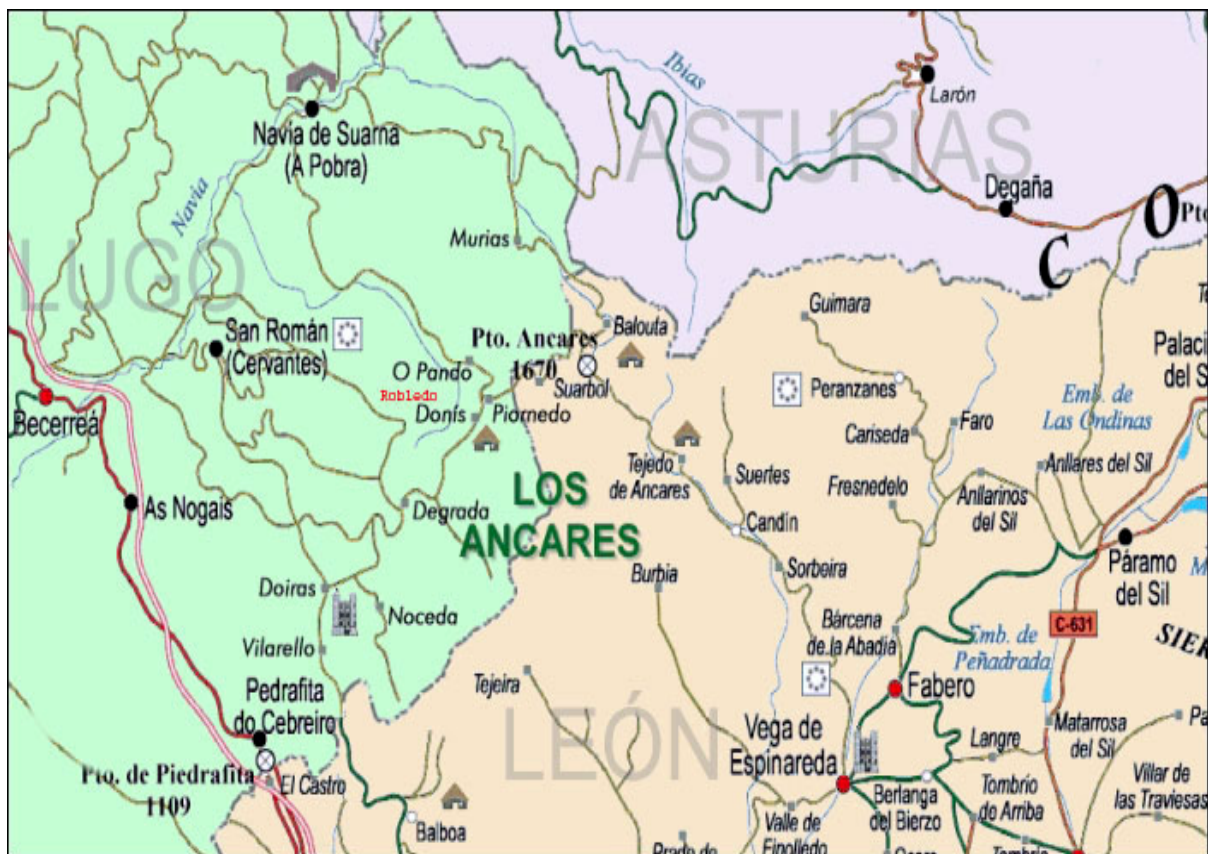 Ibias
Larón
ASTURIAS
Navia de Suarna
(A Pobra)
Degaña
Navia
O
C
Murias
LUGO
Guimara
Balouta
San Román
(Cervantes)
Pto. Ancares
1670
O Pando
Suarbol
Peranzanes
Robledo
Emb. de
Las Ondinas
Becerreá
Donís
Piornedo
Cariseda
Faro
Tejedo
de Ancares
Suertes
Anllares del Sil
As Nogais
Degrada
LOS
ANCARES
Fresnedelo
Anllarinos
del Sil
Candín
Páramo
del Sil
Doiras
Burbia
Sorbeira
Noceda
Bárcena
de la Abadía
C-631
Emb. de
Peñadrada
Vilarello
Pedrafita
do Cebreiro
Tejeira
LEÓN
Fabero
Vega de
Espinareda
Langre
Matarrosa
del Sil
Pto. de Piedrafita
1109
El Castro
Berlanga
del Bierzo
Tombrio
de Arriba
Villar de
las Traviesas
Balboa
Valle de
Finolledo
Prado de